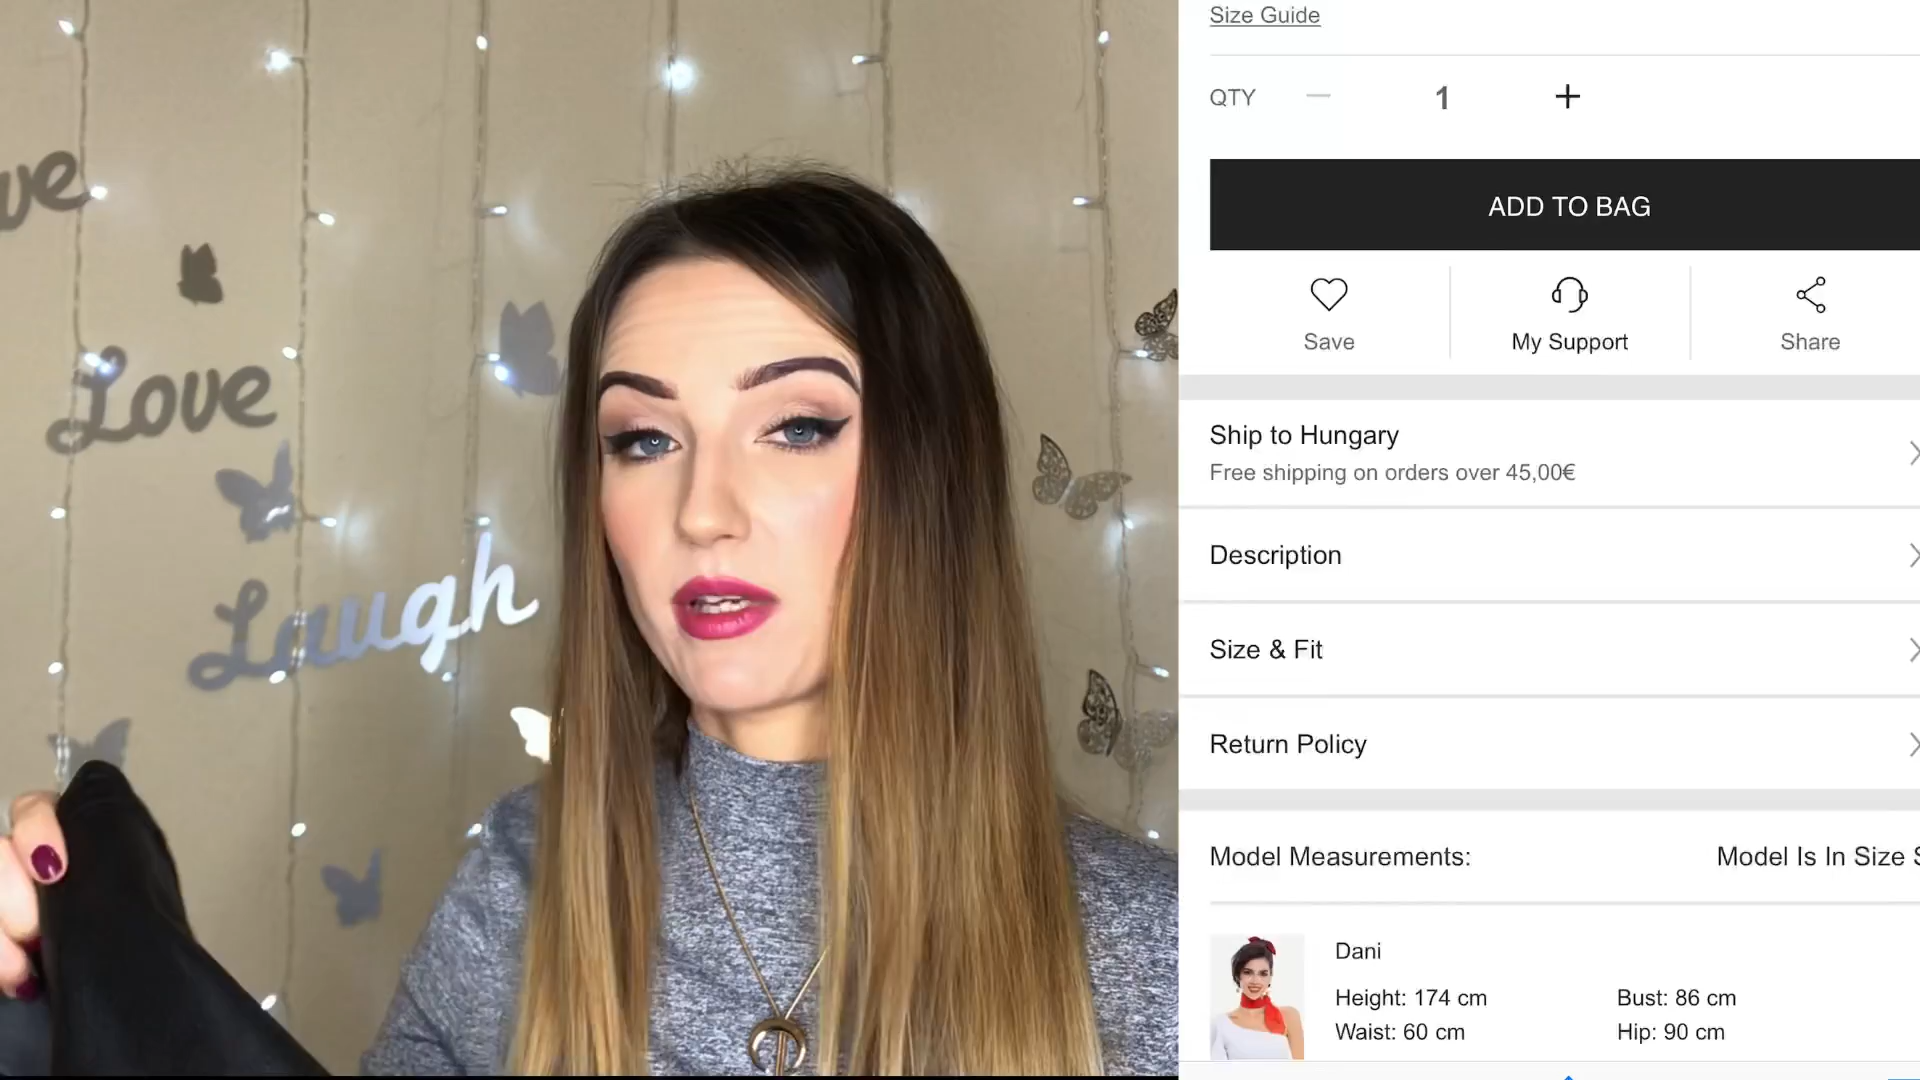 ve
Love
Laugh
Size Guide
QTY
1
ADD TO BAG
Save
My Support
Share
Ship to Hungary
Free shipping on orders over 45,00€
Description
Size & Fit
Return Policy
Model Measurements:
Model Is In Size S
Dani
Height: 174 cm
Bust: 86 cm
Waist: 60 cm
Hip: 90 cm